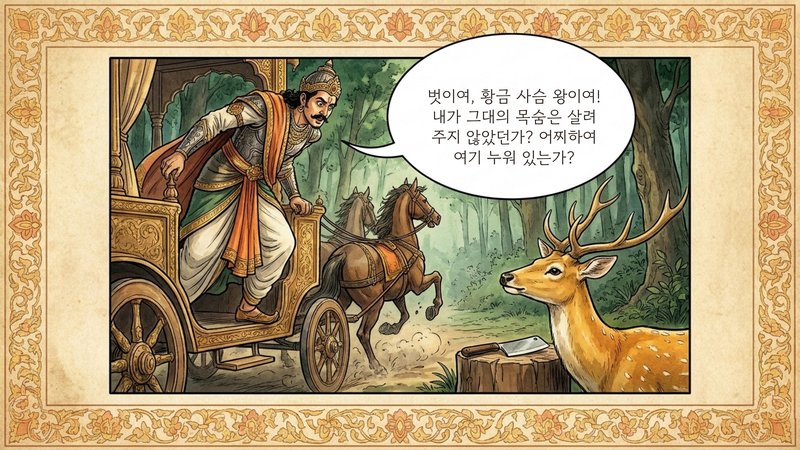 벗이여, 황금 사슴 왕이여!
내가 그대의 목숨은 살려
주지 않았던가? 어찌하여
여기 누워 있는가?